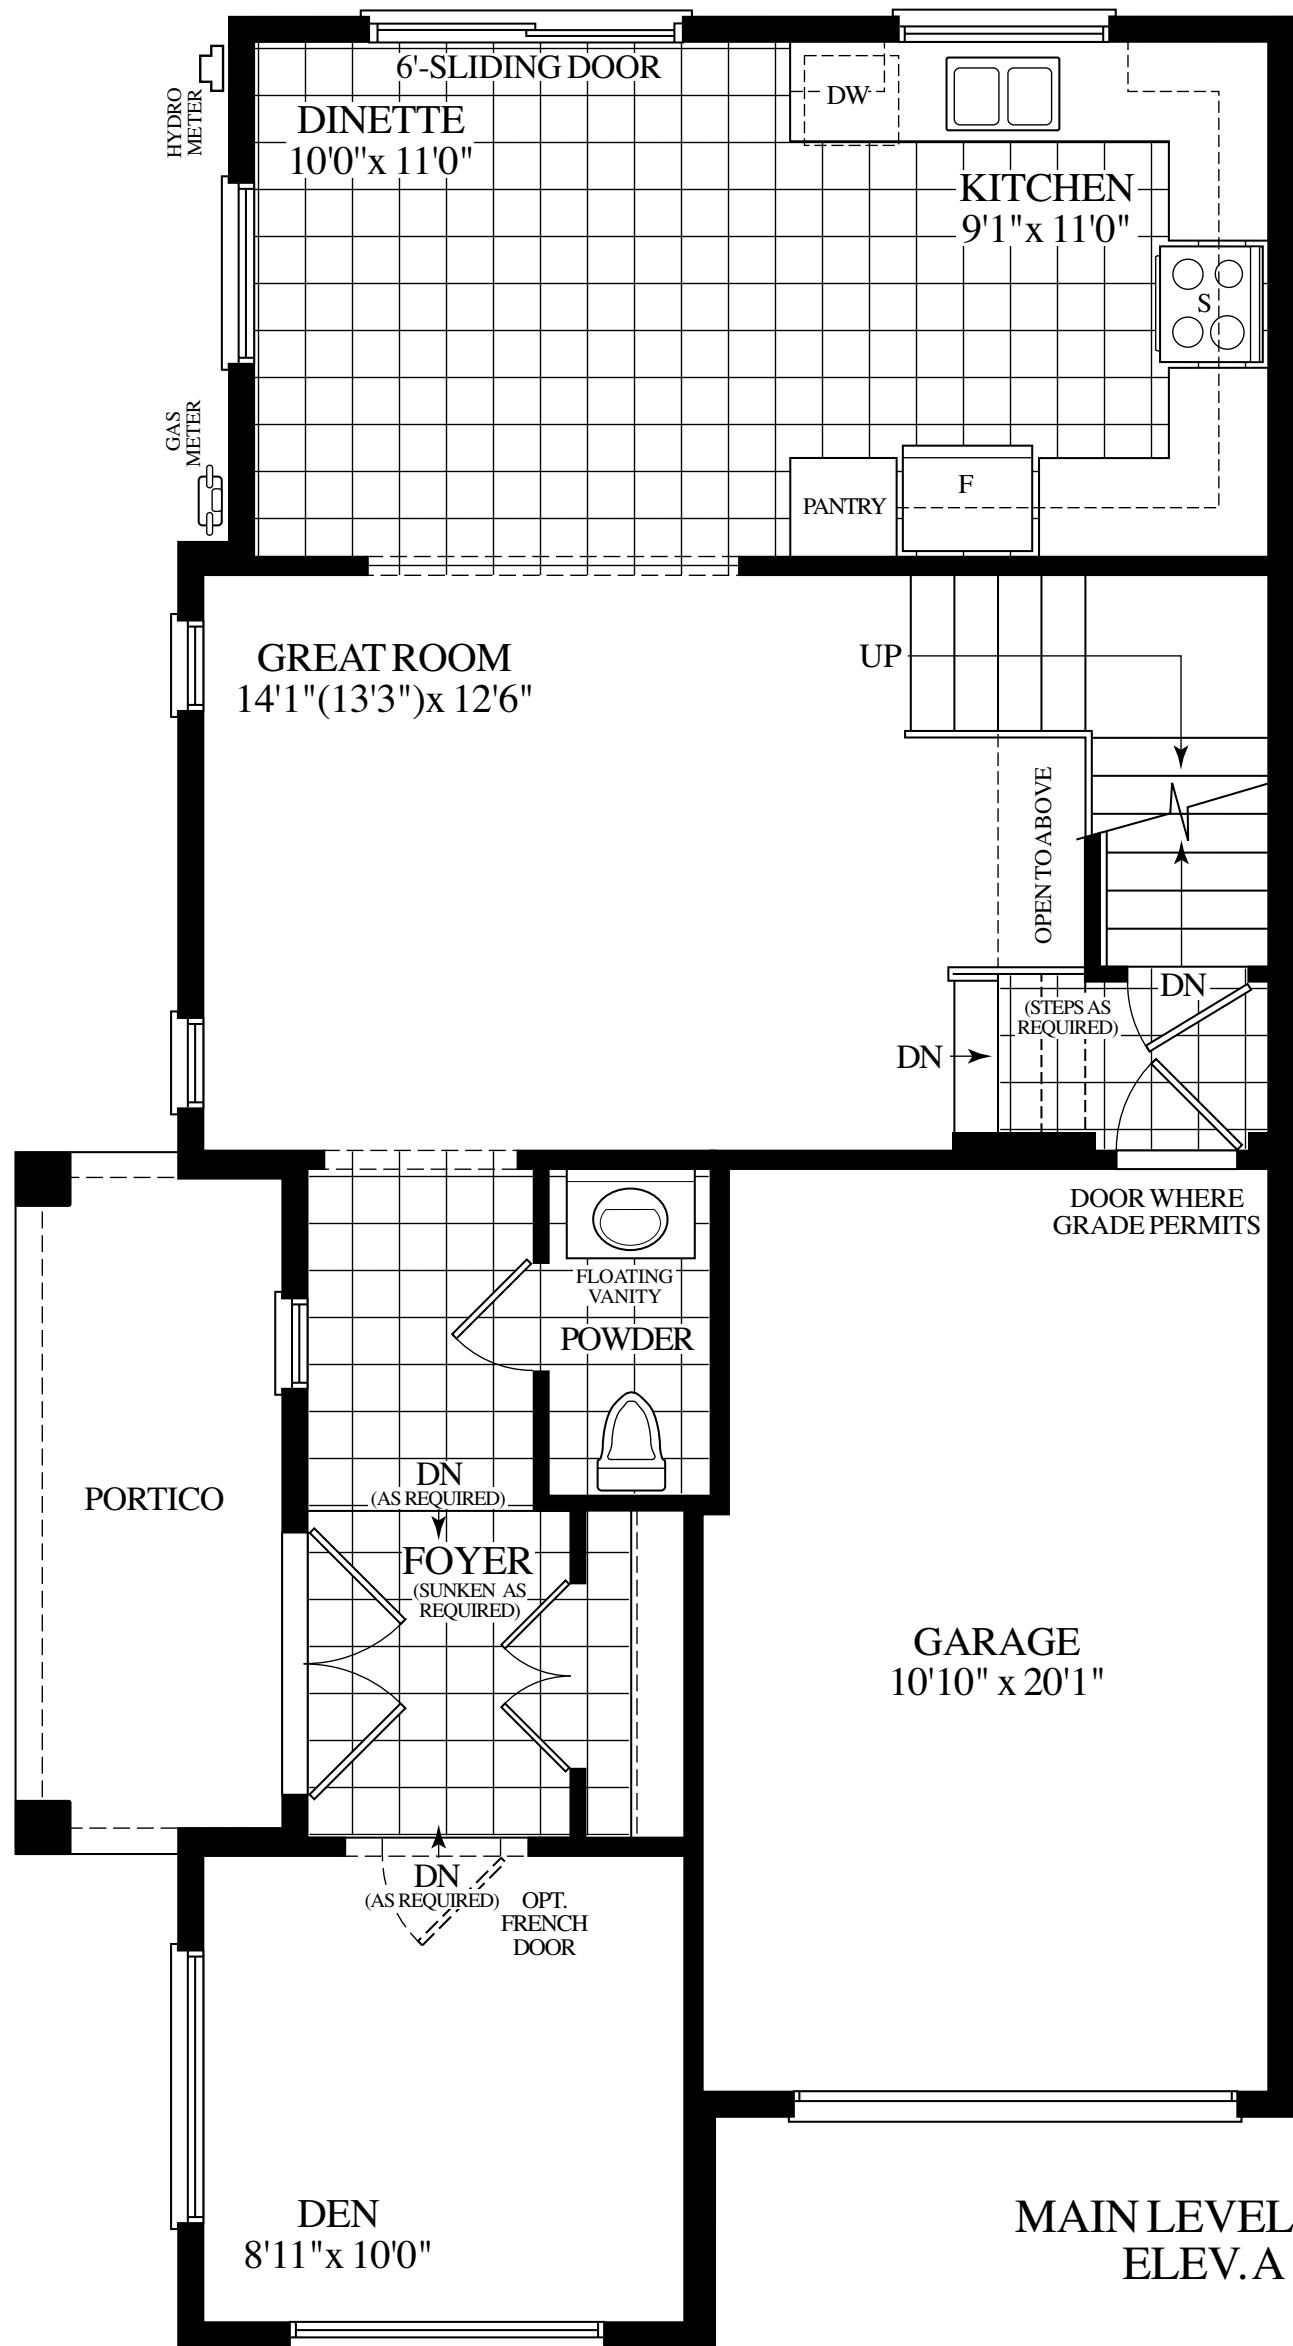 6'-SLIDING DOOR
HYDRO
METER
DINETTE
10'0"x 11'0"
DW
KITCHEN
9'1"x 11'0"
S
GAS
METER
PANTRY
F
GREAT ROOM
14'1"(13'3")x 12'6"
UP
OPEN TO ABOVE
DN
(STEPS AS
REQUIRED)
DN
DOOR WHERE
GRADE PERMITS
FLOATING
VANITY
POWDER
PORTICO
DN
(AS REQUIRED)
FOYER
(SUNKEN AS
REQUIRED)
GARAGE
10'10" x 20'1"
DN
(AS REQUIRED)
OPT.
FRENCH
DOOR
DEN
8'11"x 10'0"
MAIN LEVEL
ELEV. A